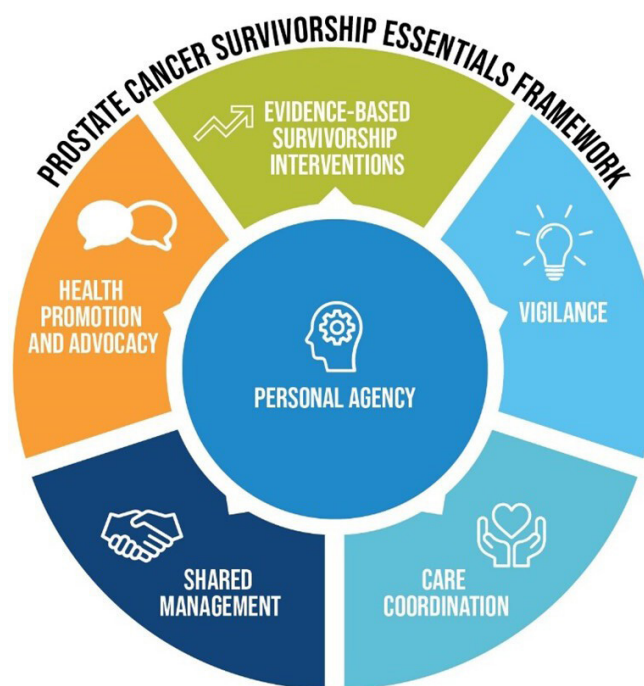 PROSTATE CANCER SURVIVORSHIP ESSENTIALS FRAMEWORK
EVIDENCE-BASED
SURVIVORSHIP
INTERVENTIONS
HEALTH
PROMOTION
AND ADVOCACY
VIGILANCE
PERSONAL AGENCY
SHARED
MANAGEMENT
CARE
COORDINATION